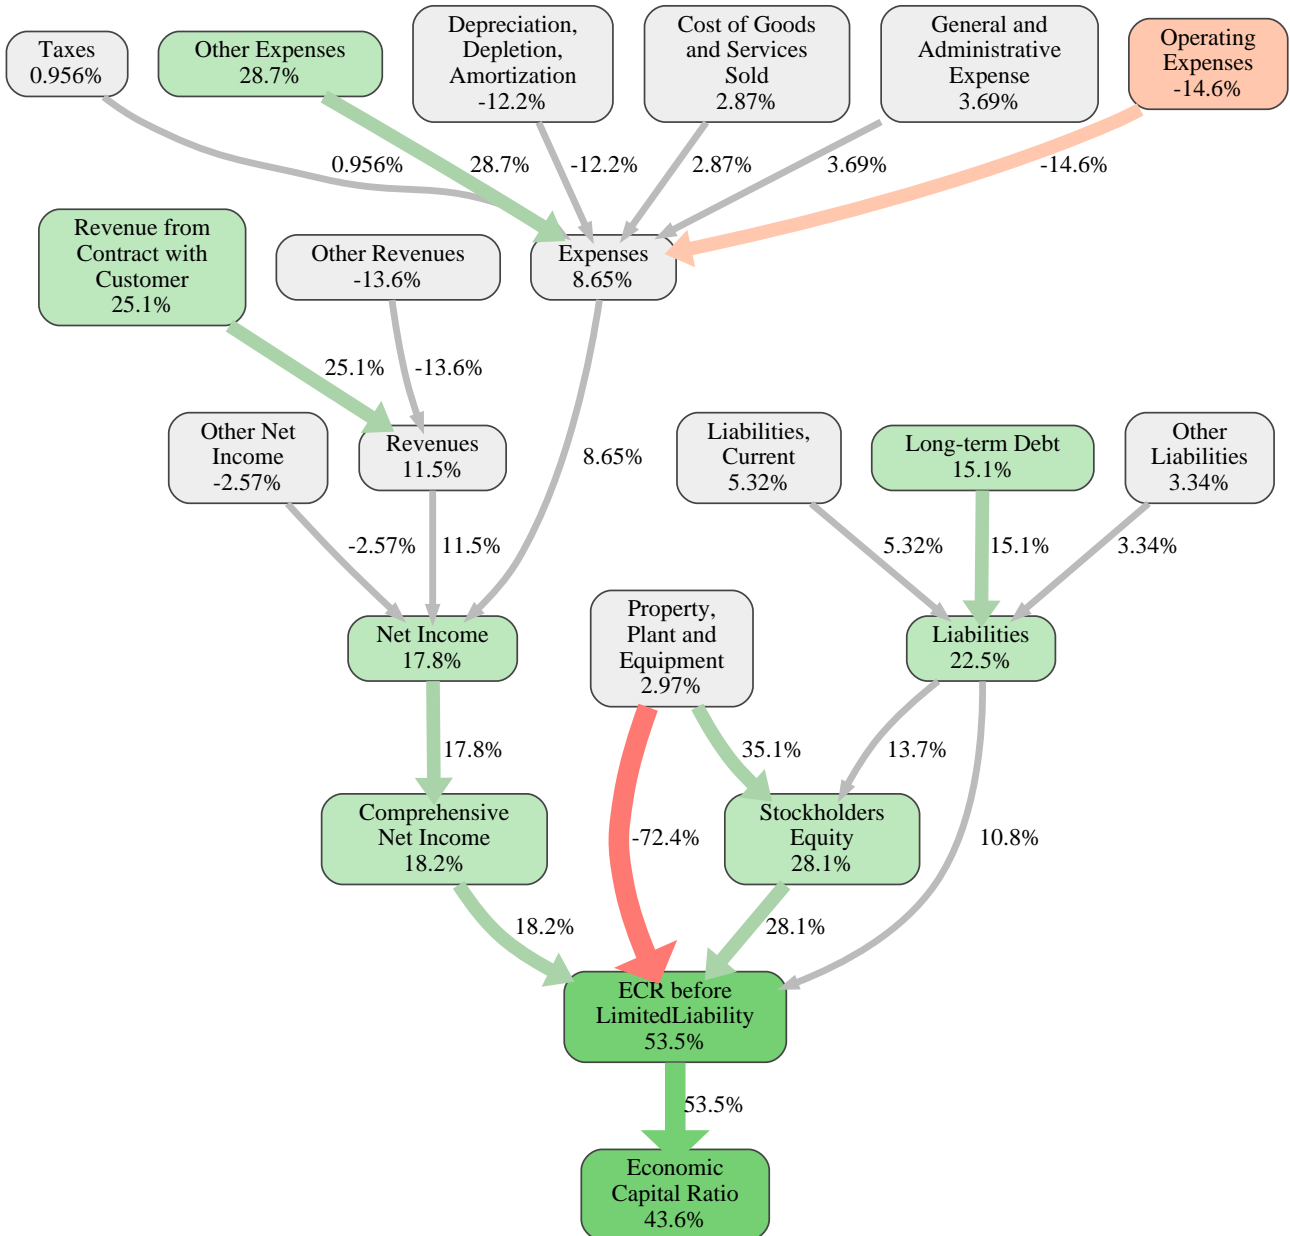 Taxes
0.956%
Other Expenses
28.7%
Depreciation,
Depletion,
Amortization
-12.2%
Cost of Goods
and Services
Sold
2.87%
General and
Administrative
Expense
3.69%
Operating
Expenses
-14.6%
0.956%
28.7%
-12.2%
2.87%
3.69%
-14.6%
Revenue from
Contract with
Customer
25.1%
Other Revenues
-13.6%
Expenses
8.65%
25.1%
-13.6%
8.65%
Other Net
Income
-2.57%
Revenues
11.5%
Liabilities,
Current
5.32%
Long-term Debt
15.1%
Other
Liabilities
3.34%
-2.57%
11.5%
5.32%
15.1%
3.34%
Net Income
17.8%
Property,
Plant and
Equipment
2.97%
Liabilities
22.5%
17.8%
35.1%
13.7%
Comprehensive
Net Income
18.2%
-72.4%
Stockholders
Equity
28.1%
10.8%
18.2%
28.1%
ECR before
LimitedLiability
53.5%
53.5%
Economic
Capital Ratio
43.6%